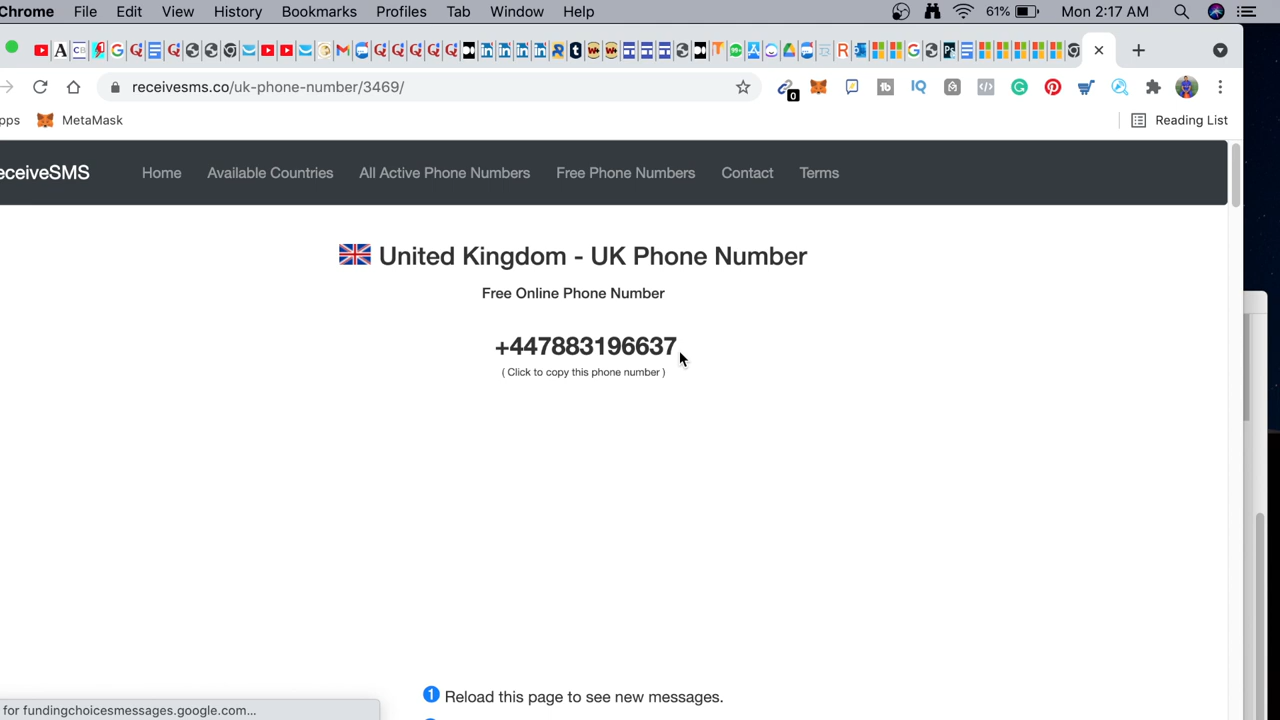 Chrome File Edit View History Bookmarks Profiles Tab Window Help 61% Mon 2:17 AM
receivesms.co/uk-phone-number/3469/ 0
pps MetaMask Reading List
eceiveSMS Home Available Countries All Active Phone Numbers Free Phone Numbers Contact Terms
United Kingdom - UK Phone Number
Free Online Phone Number
+447883196637
( Click to copy this phone number )
1 Reload this page to see new messages.
for fundingchoicesmessages.google.com...